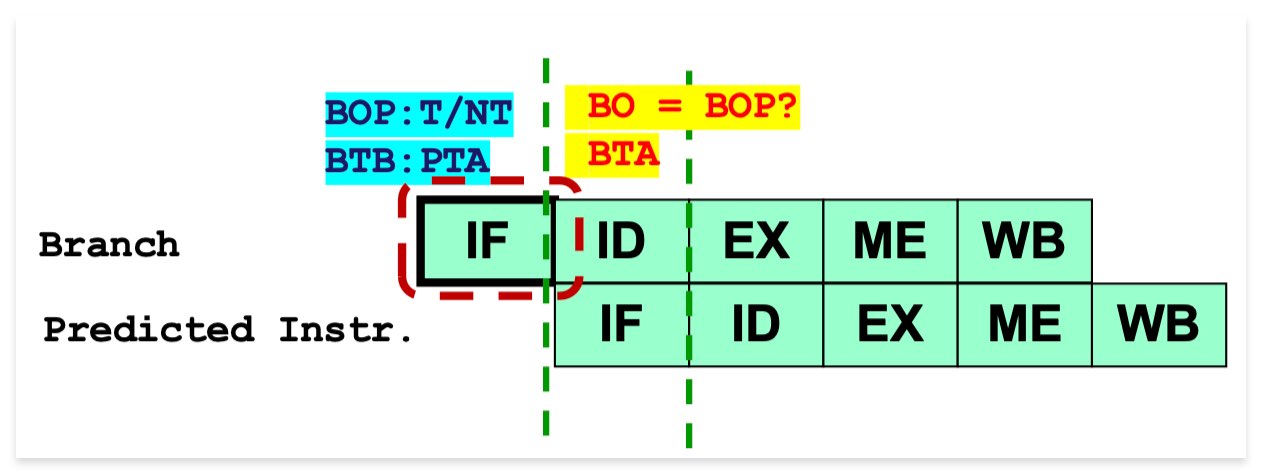 BOP:T/NT BO = BOP?
BTB:PTA BTA
Branch IF ID EX ME WB
Predicted Instr. IF ID EX ME WB